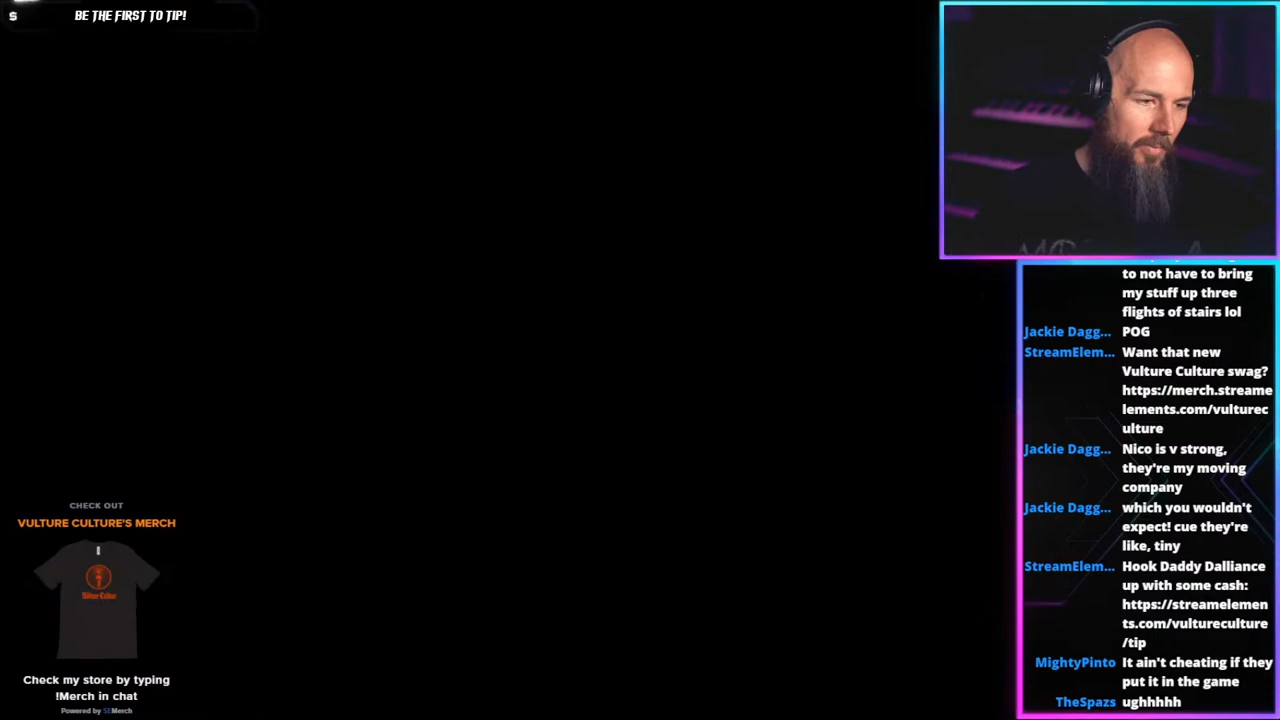 $
BE THE FIRST TO TIP!
to not have to bring
my stuff up three
flights of stairs lol
Jackie Dagg... POG
StreamElem... Want that new
Vulture Culture swag?
https://merch.streame
lements.com/vulturec
ulture
Jackie Dagg... Nico is v strong,
they're my moving
company
Jackie Dagg... which you wouldn't
expect! cue they're
like, tiny
StreamElem... Hook Daddy Dalliance
up with some cash:
https://streamelemen
ts.com/vultureculture
/tip
MightyPinto It ain't cheating if they
put it in the game
TheSpazs ughhhhh
CHECK OUT
VULTURE CULTURE'S MERCH
Check my store by typing
!Merch in chat
Powered by SEMerch